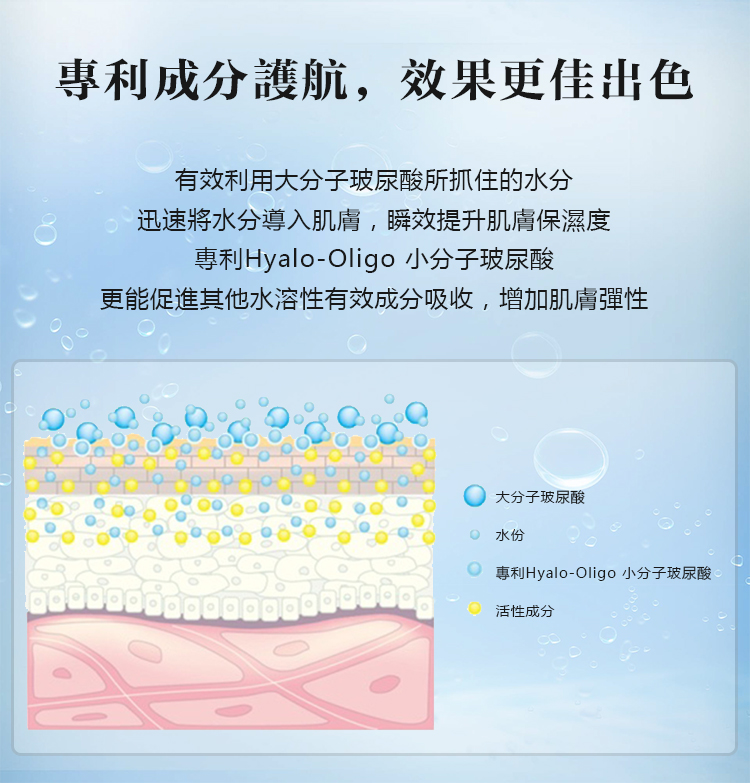 專利成分護航，效果更佳出色
有效利用大分子玻尿酸所抓住的水分
迅速將水分導入肌膚，瞬效提升肌膚保濕度
專利Hyalo-Oligo 小分子玻尿酸
更能促進其他水溶性有效成分吸收，增加肌膚彈性
大分子玻尿酸
水份
專利Hyalo-Oligo 小分子玻尿酸
活性成分